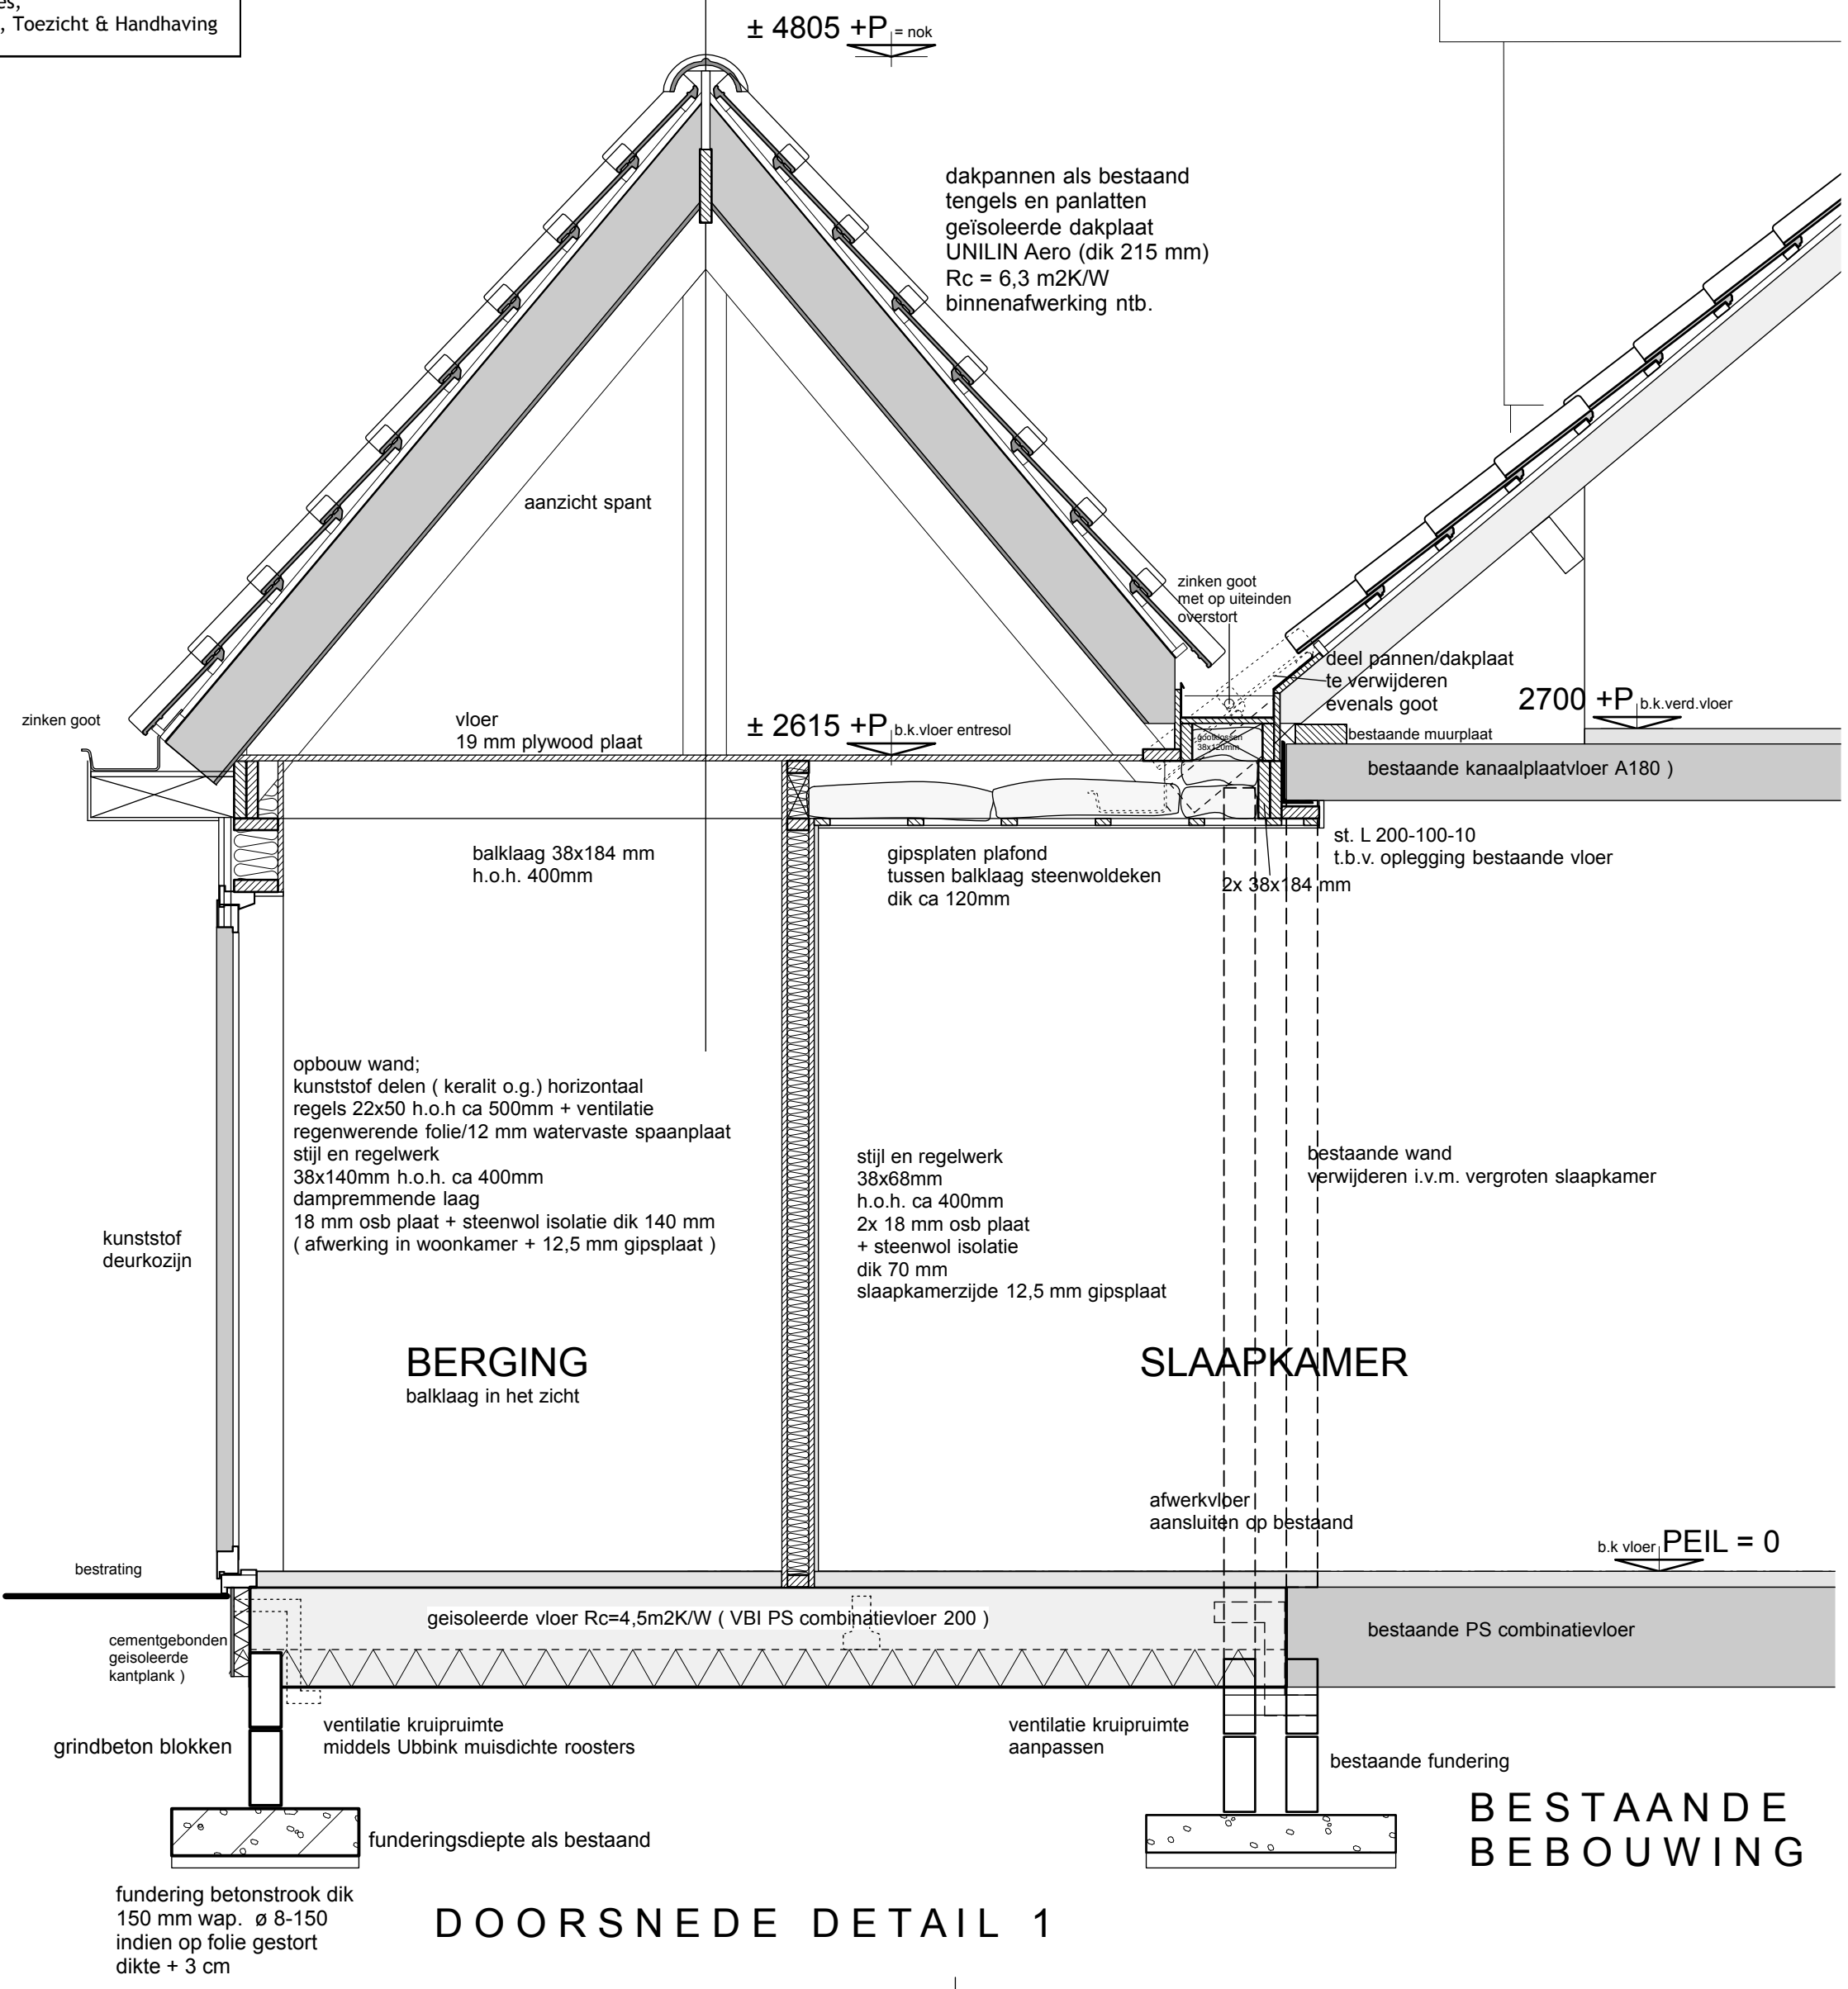 , Toezicht & Handhaving
± 4805 +P = nok
dakpannen als bestaand
tengels en panlatten
geïsoleerde dakplaat
UNILIN Aero (dik 215 mm)
Rc = 6,3 m2K/W
binnenafwerking ntb.
aanzicht spant
zinken goot
met op uiteinden
overstort
deel pannen/dakplaat
te verwijderen
evenals goot
2700 +P b.k.verd.vloer
zinken goot
vloer
19 mm plywood plaat
± 2615 +P b.k.vloer entresol
38x120mm
bestaande muurplaat
bestaande kanaalplaatvloer A180 )
balklaag 38x184 mm
h.o.h. 400mm
gipsplaten plafond
tussen balklaag steenwoldeken
dik ca 120mm
st. L 200-100-10
t.b.v. oplegging bestaande vloer
2x 38x184 mm
opbouw wand;
kunststof delen ( keralit o.g.) horizontaal
regels 22x50 h.o.h ca 500mm + ventilatie
regenwerende folie/12 mm watervaste spaanplaat
stijl en regelwerk
38x140mm h.o.h. ca 400mm
dampremmende laag
18 mm osb plaat + steenwol isolatie dik 140 mm
( afwerking in woonkamer + 12,5 mm gipsplaat )
stijl en regelwerk
38x68mm
h.o.h. ca 400mm
2x 18 mm osb plaat
+ steenwol isolatie
dik 70 mm
slaapkamerzijde 12,5 mm gipsplaat
bestaande wand
verwijderen i.v.m. vergroten slaapkamer
kunststof
deurkozijn
BERGING
balklaag in het zicht
SLAAPKAMER
afwerkvloer
aansluiten op bestaand
b.k vloer PEIL = 0
bestrating
geisoleerde vloer Rc=4,5m2K/W ( VBI PS combinatievloer 200 )
bestaande PS combinatievloer
cementgebonden
geisoleerde
kantplank )
ventilatie kruipruimte
middels Ubbink muisdichte roosters
ventilatie kruipruimte
aanpassen
grindbeton blokken
bestaande fundering
funderingsdiepte als bestaand
BESTAANDE
BEBOUWING
fundering betonstrook dik
150 mm wap. ø 8-150
indien op folie gestort
dikte + 3 cm
DOORSNEDE DETAIL 1